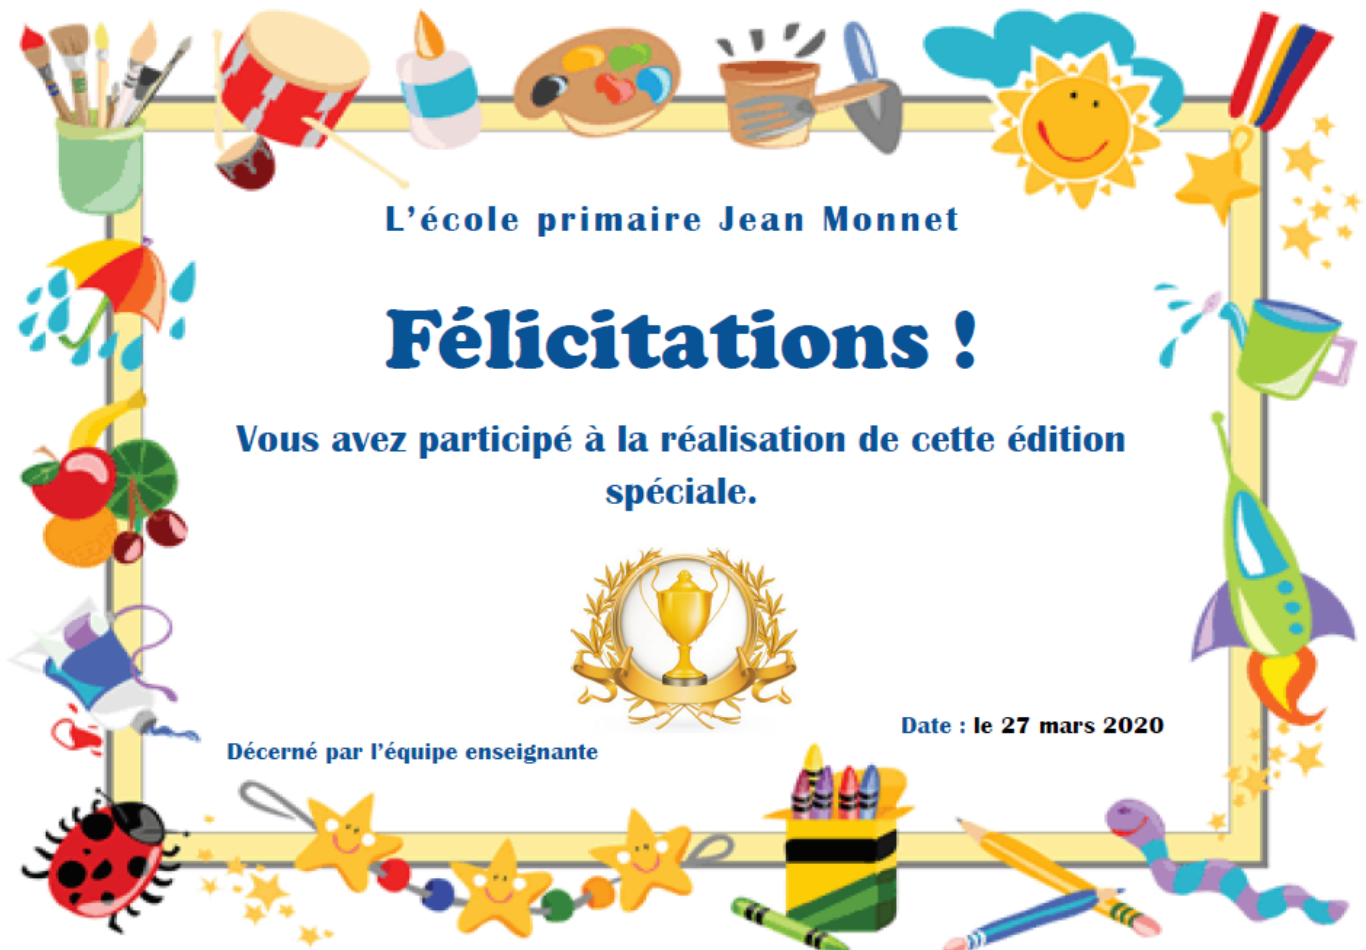 L'école primaire Jean Monnet
Félicitations !
Vous avez participé à la réalisation de cette édition
spéciale.
Date : le 27 mars 2020
Décerné par l'équipe enseignante